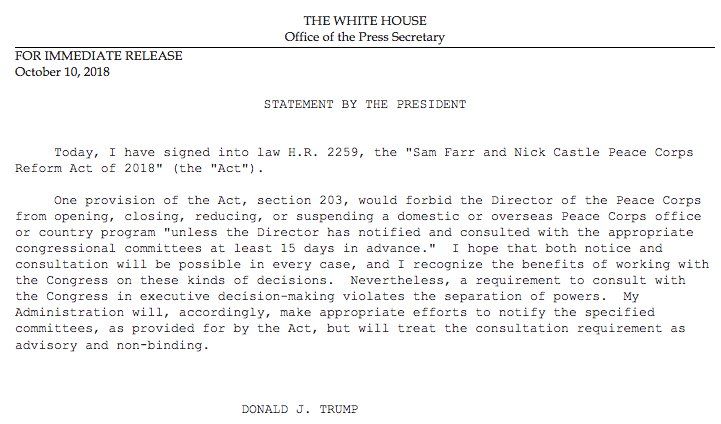 THE WHITE HOUSE
Office of the Press Secretary
FOR IMMEDIATE RELEASE
October 10, 2018
STATEMENT BY THE PRESIDENT
Today, I have signed into law H.R. 2259, the "Sam Farr and Nick Castle Peace Corps
Reform Act of 2018" (the "Act").
One provision of the Act, section 203, would forbid the Director of the Peace Corps
from opening, closing, reducing, or suspending a domestic or overseas Peace Corps office
or country program "unless the Director has notified and consulted with the appropriate
congressional committees at least 15 days in advance." I hope that both notice and
consultation will be possible in every case, and I recognize the benefits of working with
the Congress on these kinds of decisions. Nevertheless, a requirement to consult with
the Congress in executive decision-making violates the separation of powers. My
Administration will, accordingly, make appropriate efforts to notify the specified
committees, as provided for by the Act, but will treat the consultation requirement as
advisory and non-binding.
DONALD J. TRUMP